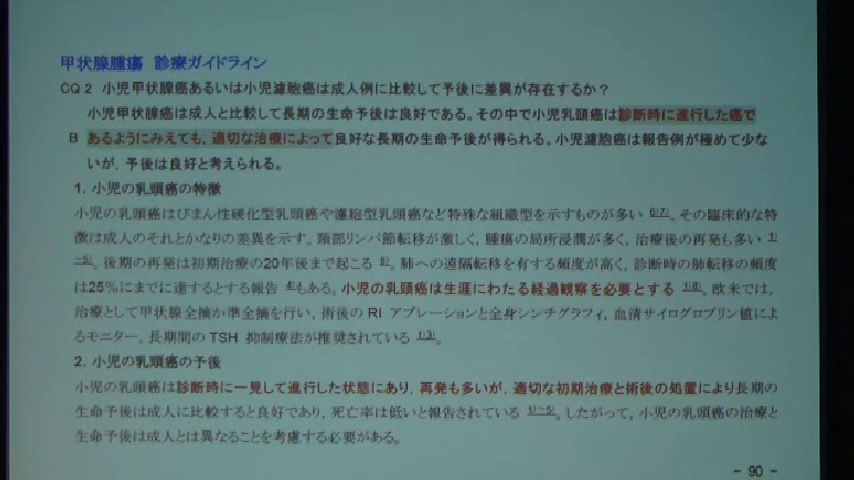 甲状腺腫瘍 診療ガイドライン
CQ 2 小児甲状腺癌あるいは小児濾胞癌は成人例に比較して予後に差異が存在するか？
小児甲状腺癌は成人と比較して長期の生命予後は良好である。その中で小児乳頭癌は診断時に進行した癌で
B あるようにみえても，適切な治療によって良好な長期の生命予後が得られる。小児濾胞癌は報告例が極めて少な
いが，予後は良好と考えられる。
1．小児の乳頭癌の特徴
小児の乳頭癌はびまん性硬化型乳頭癌や濾胞型乳頭癌など特殊な組織型を示すものが多い 6)7)。その臨床的な特
徴は成人のそれとかなりの差異を示す。頸部リンパ節転移が激しく，腫瘍の局所浸潤が多く，治療後の再発も多い 1)
～5)。後期の再発は初期治療の20年後まで起こる 。肺への遠隔転移を有する頻度が高く，診断時の肺転移の頻度
は25％にまでに達するとする報告 4)もある。小児の乳頭癌は生涯にわたる経過観察を必要とする 1)8)。欧米では，
治療として甲状腺全摘か準全摘を行い，術後の RI アブレーションと全身シンチグラフィ，血清サイログロブリン値によ
るモニター，長期間の TSH 抑制療法が推奨されている 1)3)。
2．小児の乳頭癌の予後
小児の乳頭癌は診断時に一見して進行した状態にあり，再発も多いが，適切な初期治療と術後の処置により長期の
生命予後は成人に比較すると良好であり，死亡率は低いと報告されている 1)～5)。したがって，小児の乳頭癌の治療と
生命予後は成人とは異なることを考慮する必要がある。
- 90 -